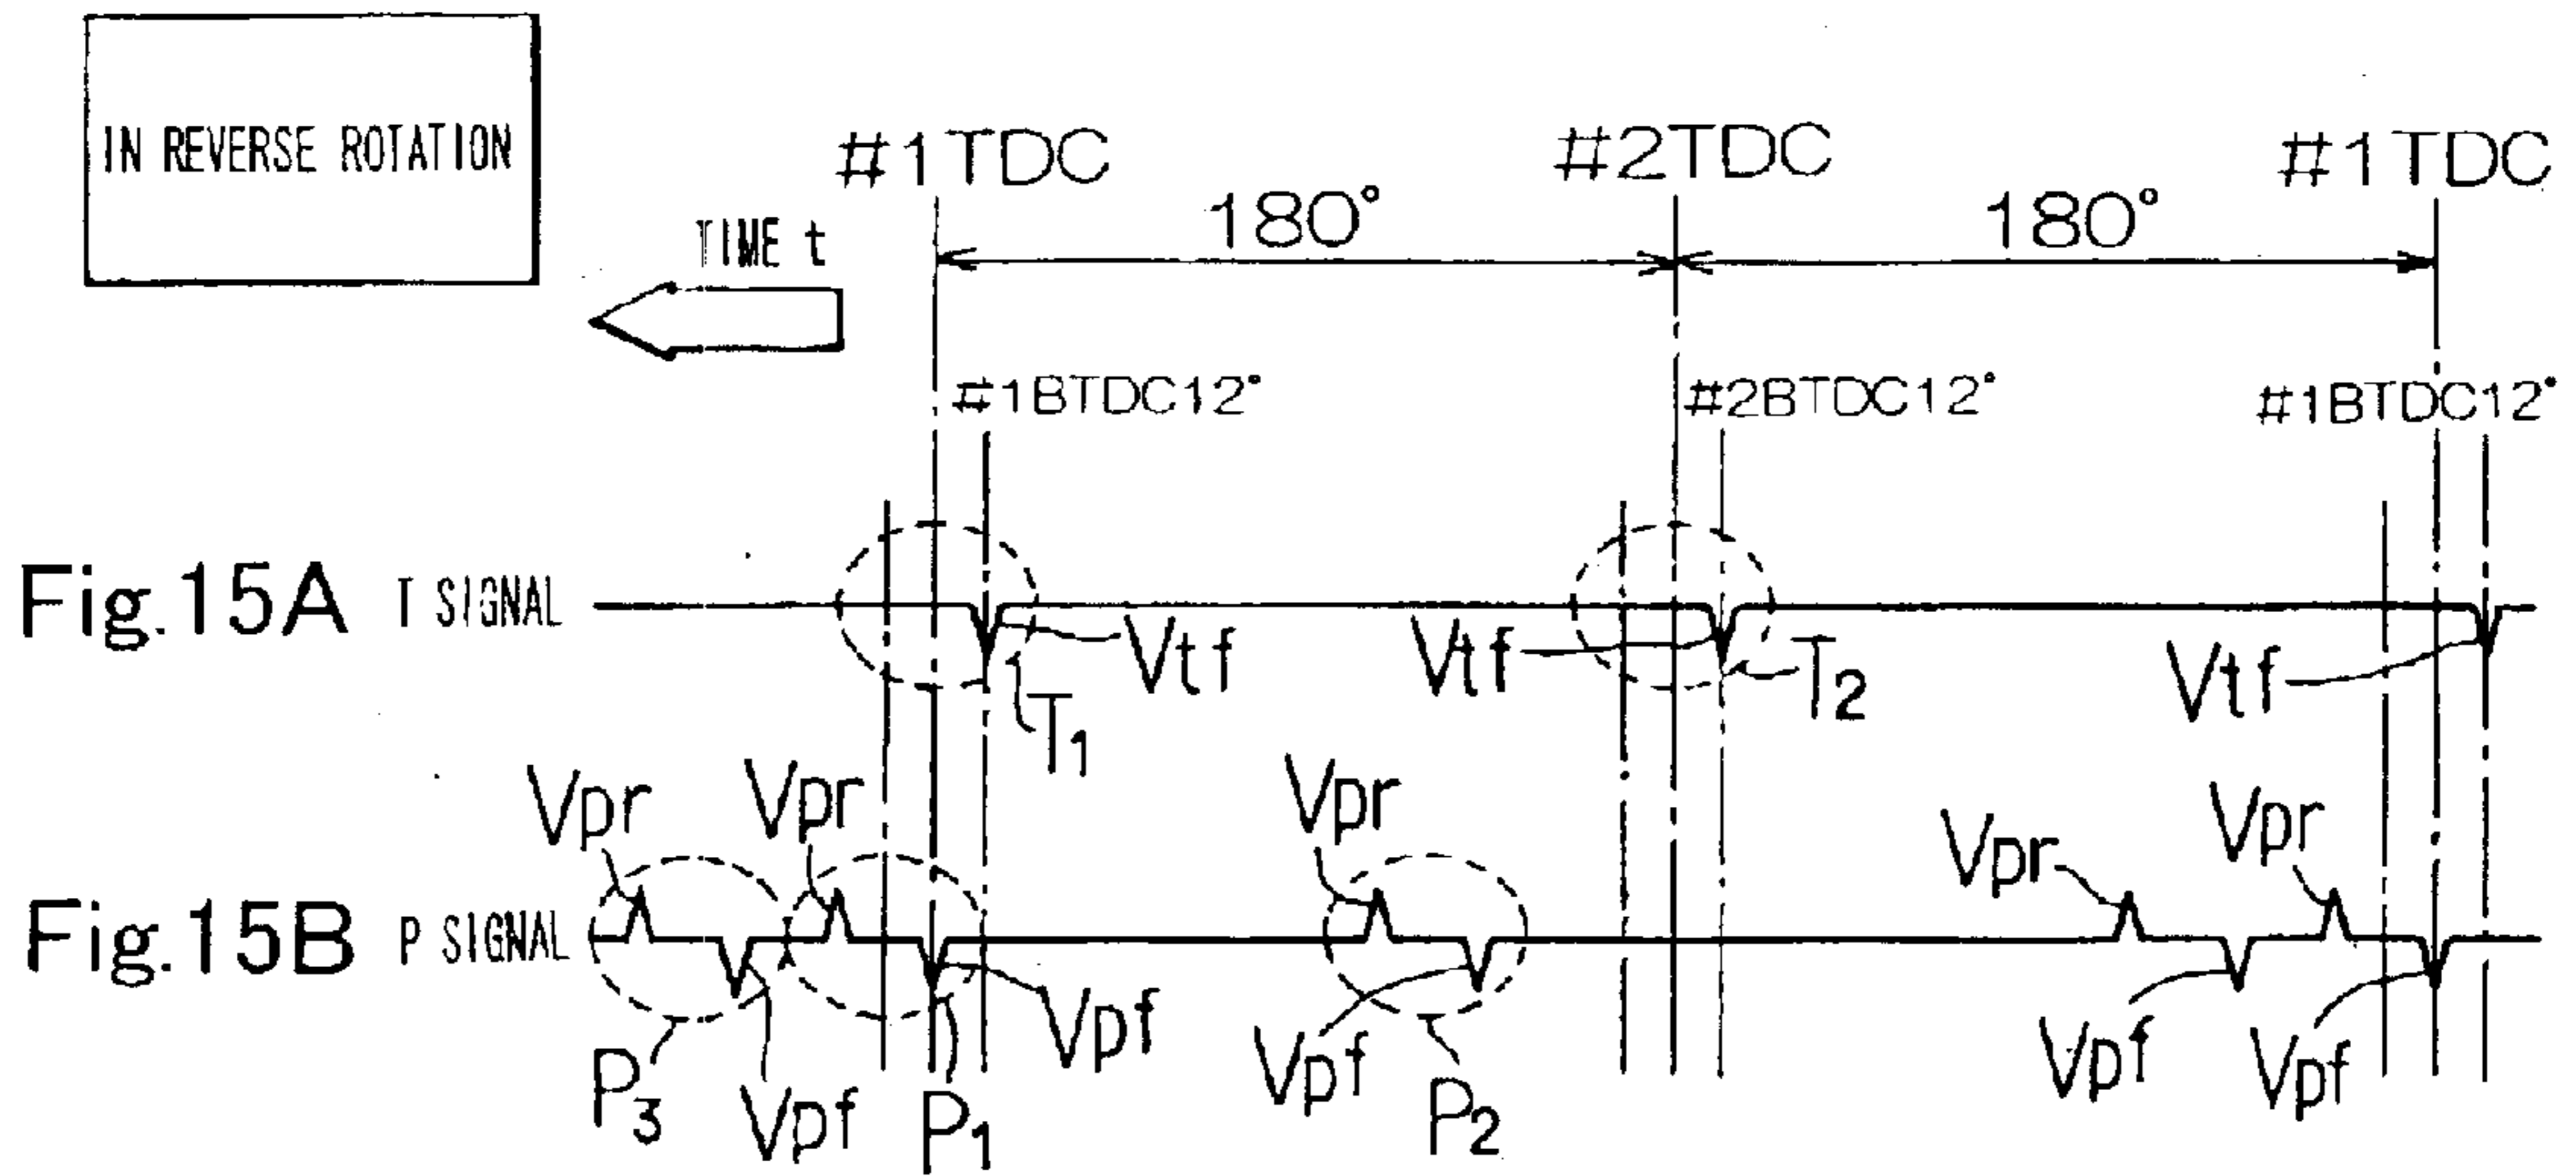 IN REVERSE ROTATION
#1TDC
#2TDC
#1TDC
TIME t
180°
180°
#1BTDC12°
#2BTDC12°
#1BTDC12°
Fig.15A T SIGNAL
Vtf
Vtf
Vtf
T1
T2
Vpr
Vpr
Vpr
Vpr
Vpr
Fig.15B P SIGNAL
Vpf
Vpf
Vpf
Vpf
Vpf
P3
P1
P2